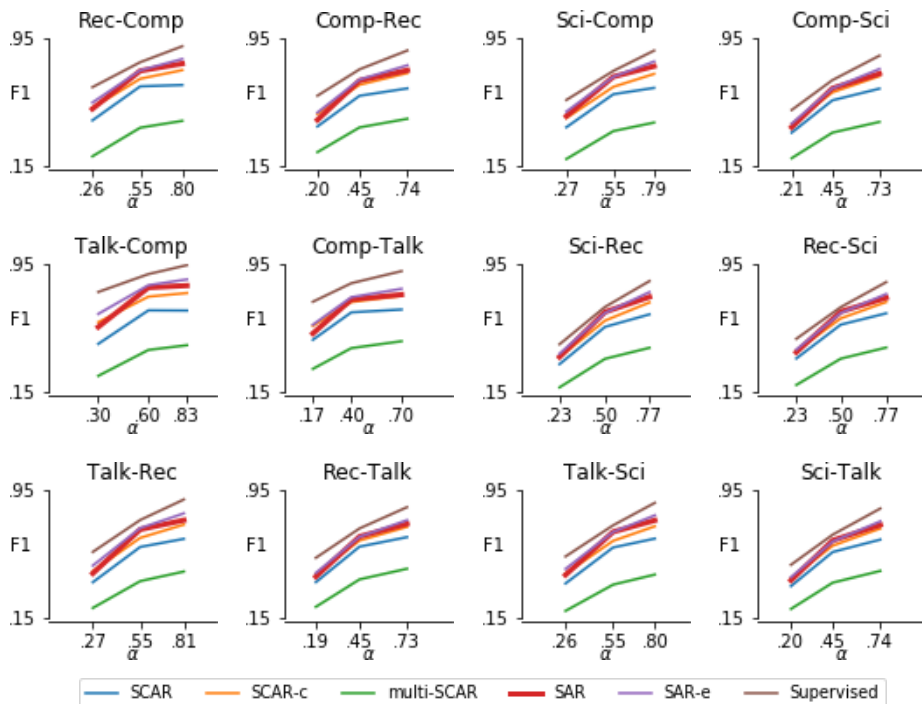 Rec-Comp Comp-Rec Sci-Comp Comp-Sci
.95 .95 .95 .95
F1 F1 F1 F1
.15 .15 .15 .15
.26 .55 .80 .20 .45 .74 .27 .55 .79 .21 .45 .73
α α α α
Talk-Comp Comp-Talk Sci-Rec Rec-Sci
.95 .95 .95 .95
F1 F1 F1 F1
.15 .15 .15 .15
.30 .60 .83 .17 .40 .70 .23 .50 .77 .23 .50 .77
α α α α
Talk-Rec Rec-Talk Talk-Sci Sci-Talk
.95 .95 .95 .95
F1 F1 F1 F1
.15 .15 .15 .15
.27 .55 .81 .19 .45 .73 .26 .55 .80 .20 .45 .74
α α α α
SCAR SCAR-c multi-SCAR SAR SAR-e Supervised